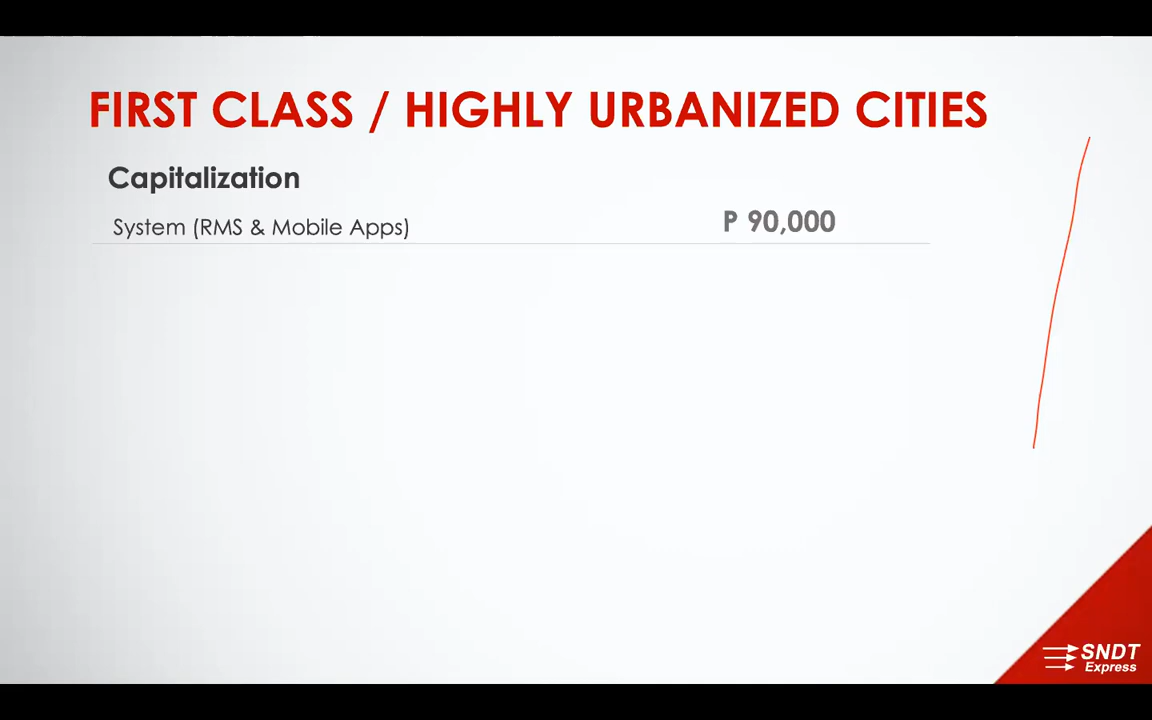 FIRST CLASS / HIGHLY URBANIZED CITIES
Capitalization
System (RMS & Mobile Apps) P 90,000
SNDT
Express